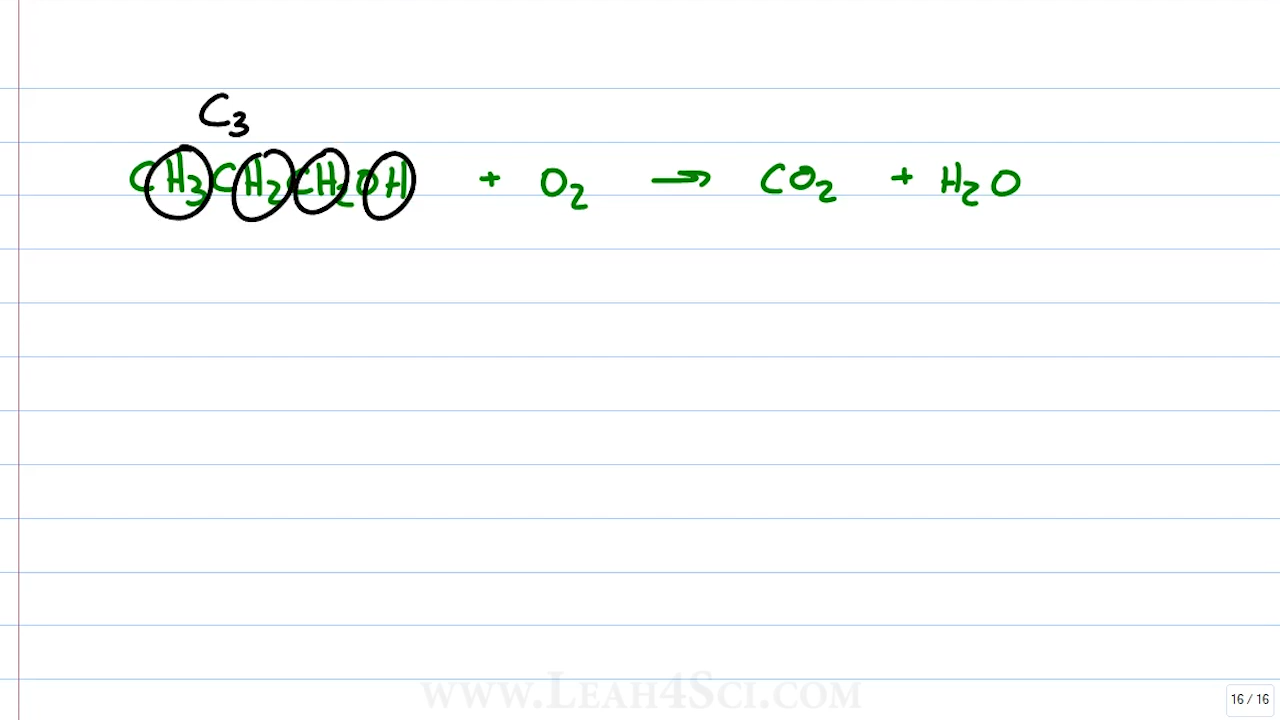 C₃
CH₃CH₂CH₂OH + O₂ → CO₂ + H₂O
www.Leah4Sci.com
16 / 16